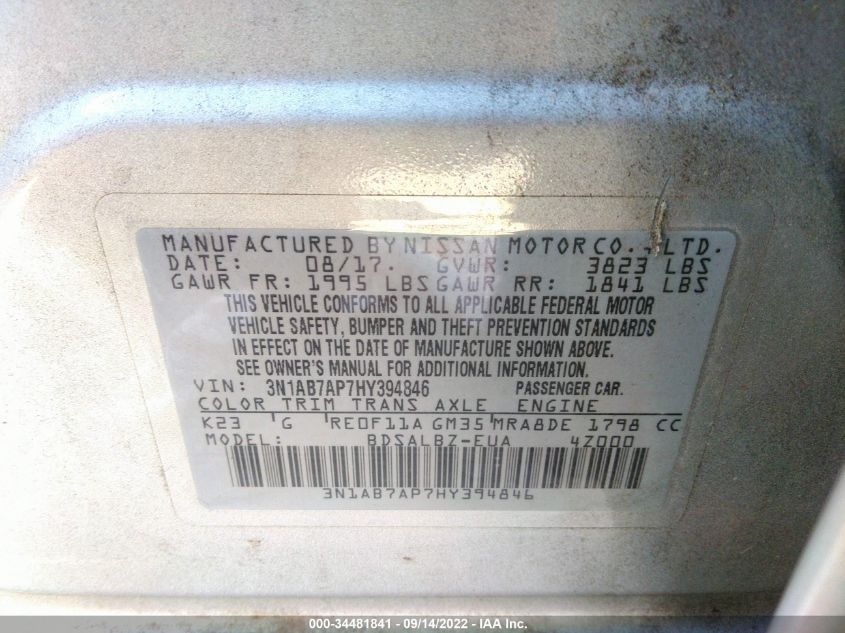 MANUFACTURED BY NISSAN MOTOR CO., LTD.
DATE: 08/17. GVWR: 3823 LBS
GAWR FR: 1995 LBS GAWR RR: 1841 LBS
THIS VEHICLE CONFORMS TO ALL APPLICABLE FEDERAL MOTOR
VEHICLE SAFETY, BUMPER AND THEFT PREVENTION STANDARDS
IN EFFECT ON THE DATE OF MANUFACTURE SHOWN ABOVE.
SEE OWNER'S MANUAL FOR ADDITIONAL INFORMATION.
VIN: 3N1AB7AP7HY394846 PASSENGER CAR.
COLOR TRIM TRANS AXLE ENGINE
K23 G RE0F11A GM35 MRA8DE 1798 CC
MODEL: BDSALBZ-EUA 4Z000
3N1AB7AP7HY394846
000-34481841 - 09/14/2022 - IAA Inc.